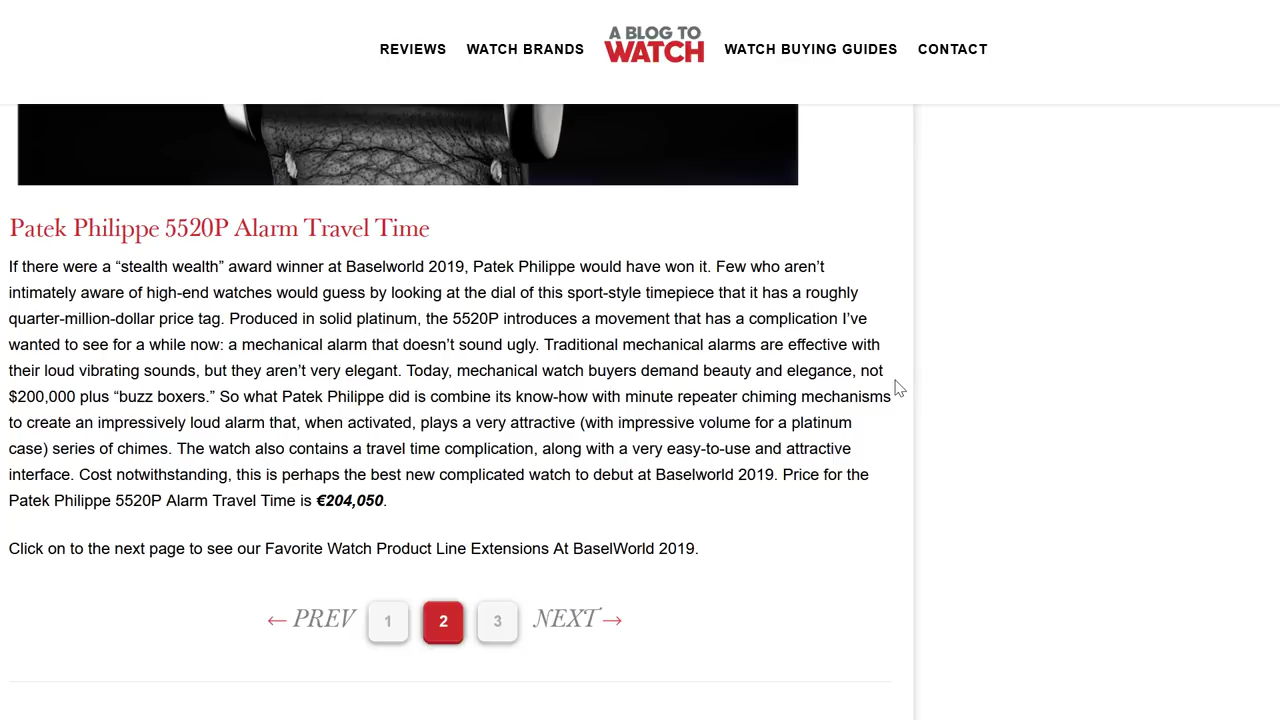 REVIEWS WATCH BRANDS A BLOG TO WATCH WATCH BUYING GUIDES CONTACT
Patek Philippe 5520P Alarm Travel Time
If there were a “stealth wealth” award winner at Baselworld 2019, Patek Philippe would have won it. Few who aren’t
intimately aware of high-end watches would guess by looking at the dial of this sport-style timepiece that it has a roughly
quarter-million-dollar price tag. Produced in solid platinum, the 5520P introduces a movement that has a complication I’ve
wanted to see for a while now: a mechanical alarm that doesn’t sound ugly. Traditional mechanical alarms are effective with
their loud vibrating sounds, but they aren’t very elegant. Today, mechanical watch buyers demand beauty and elegance, not
$200,000 plus “buzz boxers.” So what Patek Philippe did is combine its know-how with minute repeater chiming mechanisms
to create an impressively loud alarm that, when activated, plays a very attractive (with impressive volume for a platinum
case) series of chimes. The watch also contains a travel time complication, along with a very easy-to-use and attractive
interface. Cost notwithstanding, this is perhaps the best new complicated watch to debut at Baselworld 2019. Price for the
Patek Philippe 5520P Alarm Travel Time is €204,050.
Click on to the next page to see our Favorite Watch Product Line Extensions At BaselWorld 2019.
← PREV 1 2 3 NEXT →